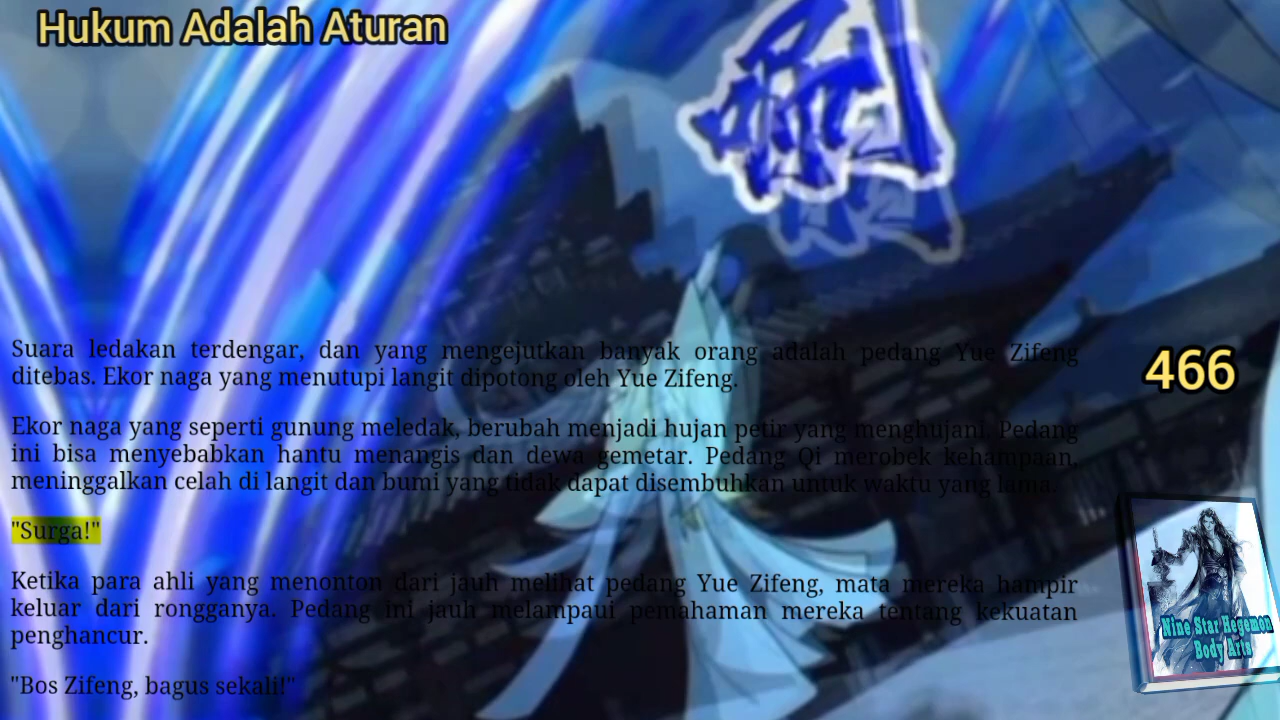 Hukum Adalah Aturan
Suara ledakan terdengar, dan yang mengejutkan banyak orang adalah pedang Yue Zifeng
ditebas. Ekor naga yang menutupi langit dipotong oleh Yue Zifeng.
466
Ekor naga yang seperti gunung meledak, berubah menjadi hujan petir yang menghujani. Pedang
ini bisa menyebabkan hantu menangis dan dewa gemetar. Pedang Qi merobek kehampaan,
meninggalkan celah di langit dan bumi yang tidak dapat disembuhkan untuk waktu yang lama.
"Surga!"
Ketika para ahli yang menonton dari jauh melihat pedang Yue Zifeng, mata mereka hampir
keluar dari rongganya. Pedang ini jauh melampaui pemahaman mereka tentang kekuatan
penghancur.
"Bos Zifeng, bagus sekali!"
Nine Star Hegemon
Body Arts